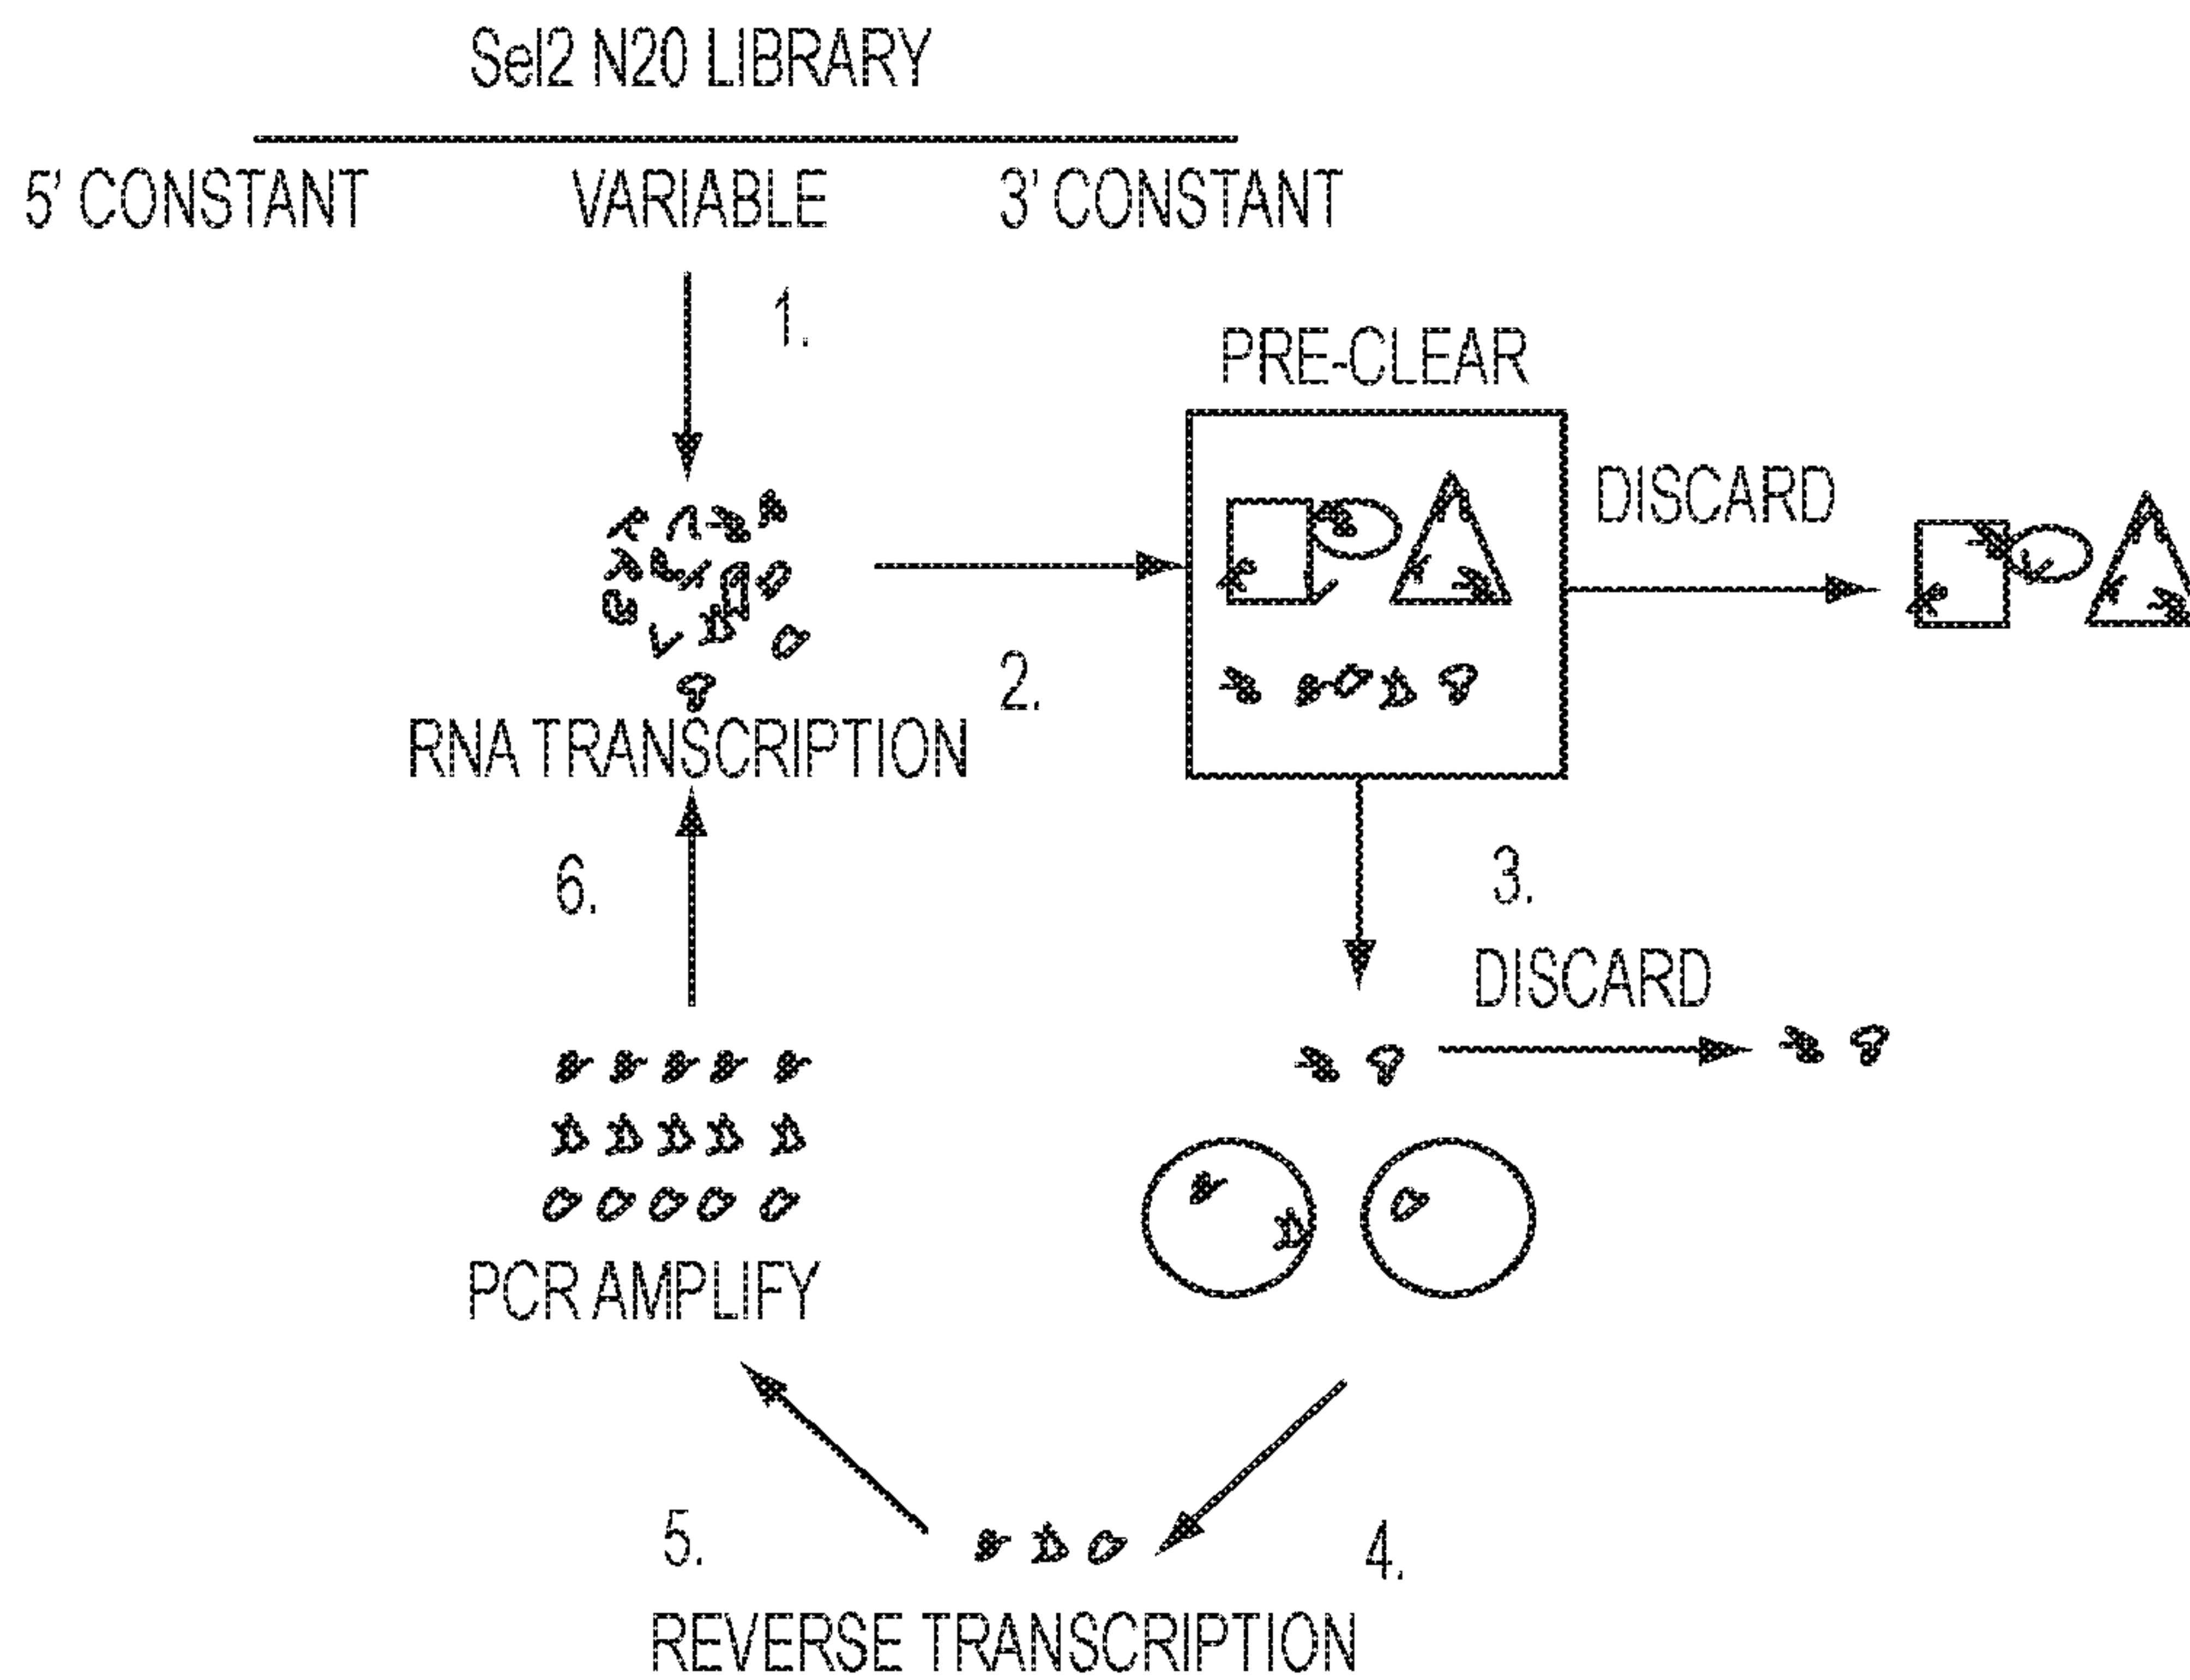 Sel2 N20 LIBRARY
5' CONSTANT VARIABLE 3' CONSTANT
1.
PRE-CLEAR
DISCARD
2.
RNA TRANSCRIPTION
6.
3.
DISCARD
PCR AMPLIFY
5.
4.
REVERSE TRANSCRIPTION